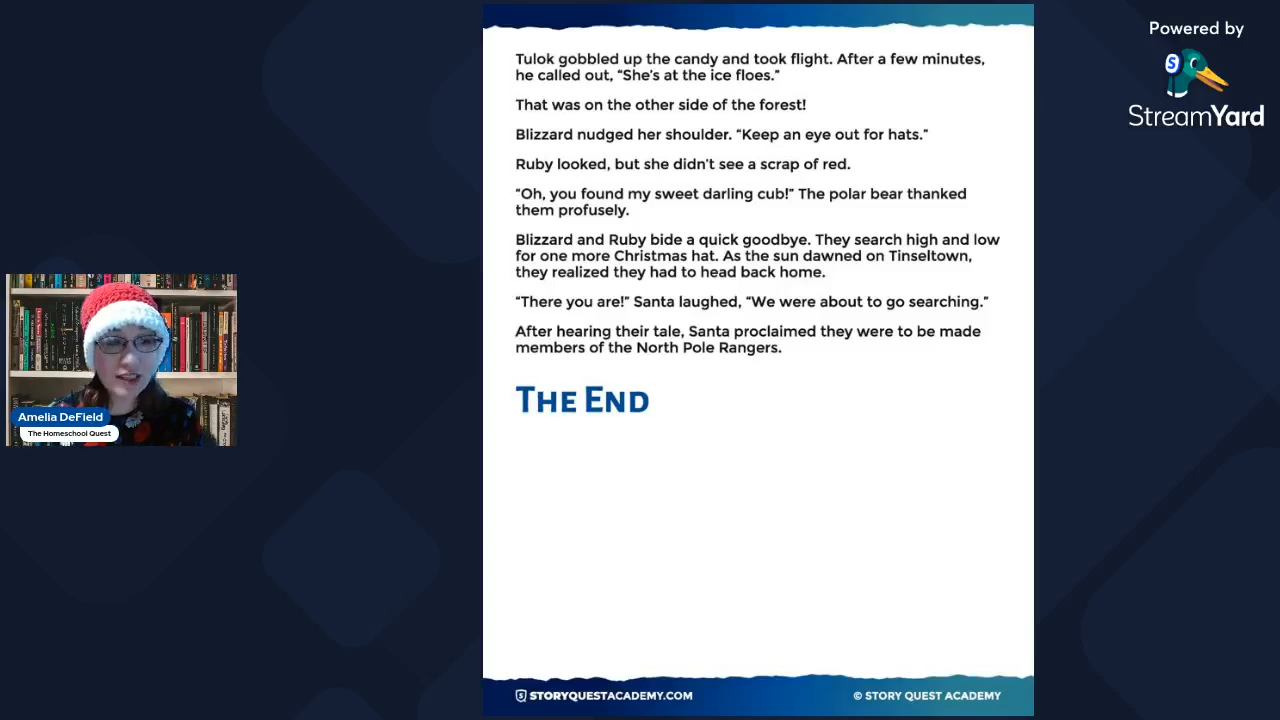 Powered by
StreamYard
Tulok gobbled up the candy and took flight. After a few minutes,
he called out, “She’s at the ice floes.”
That was on the other side of the forest!
Blizzard nudged her shoulder. “Keep an eye out for hats.”
Ruby looked, but she didn’t see a scrap of red.
“Oh, you found my sweet darling cub!” The polar bear thanked
them profusely.
Blizzard and Ruby bide a quick goodbye. They search high and low
for one more Christmas hat. As the sun dawned on Tinseltown,
they realized they had to head back home.
“There you are!” Santa laughed, “We were about to go searching.”
After hearing their tale, Santa proclaimed they were to be made
members of the North Pole Rangers.
The End
Amelia DeField
The Homeschool Quest
STORYQUESTACADEMY.COM
© STORY QUEST ACADEMY